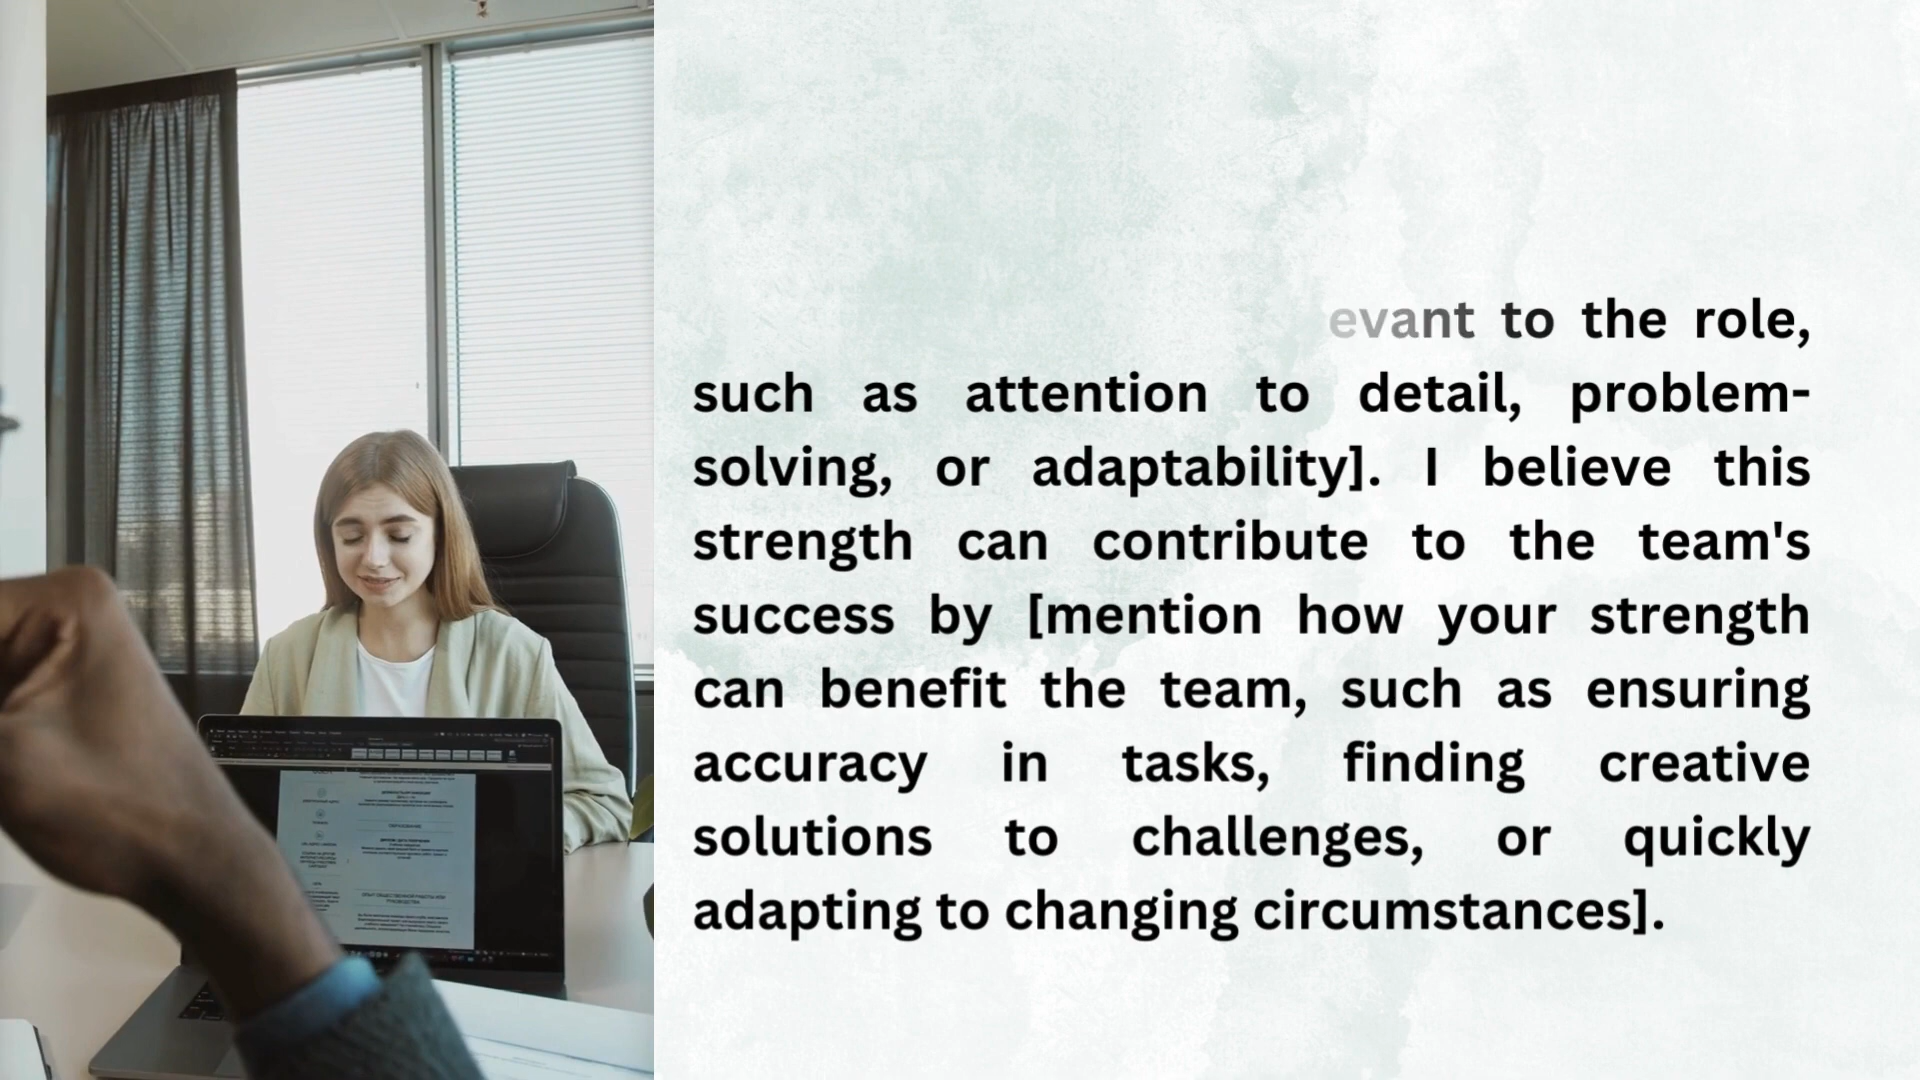 evant to the role,
such as attention to detail, problem-
solving, or adaptability]. I believe this
strength can contribute to the team's
success by [mention how your strength
can benefit the team, such as ensuring
accuracy in tasks, finding creative
solutions to challenges, or quickly
adapting to changing circumstances].